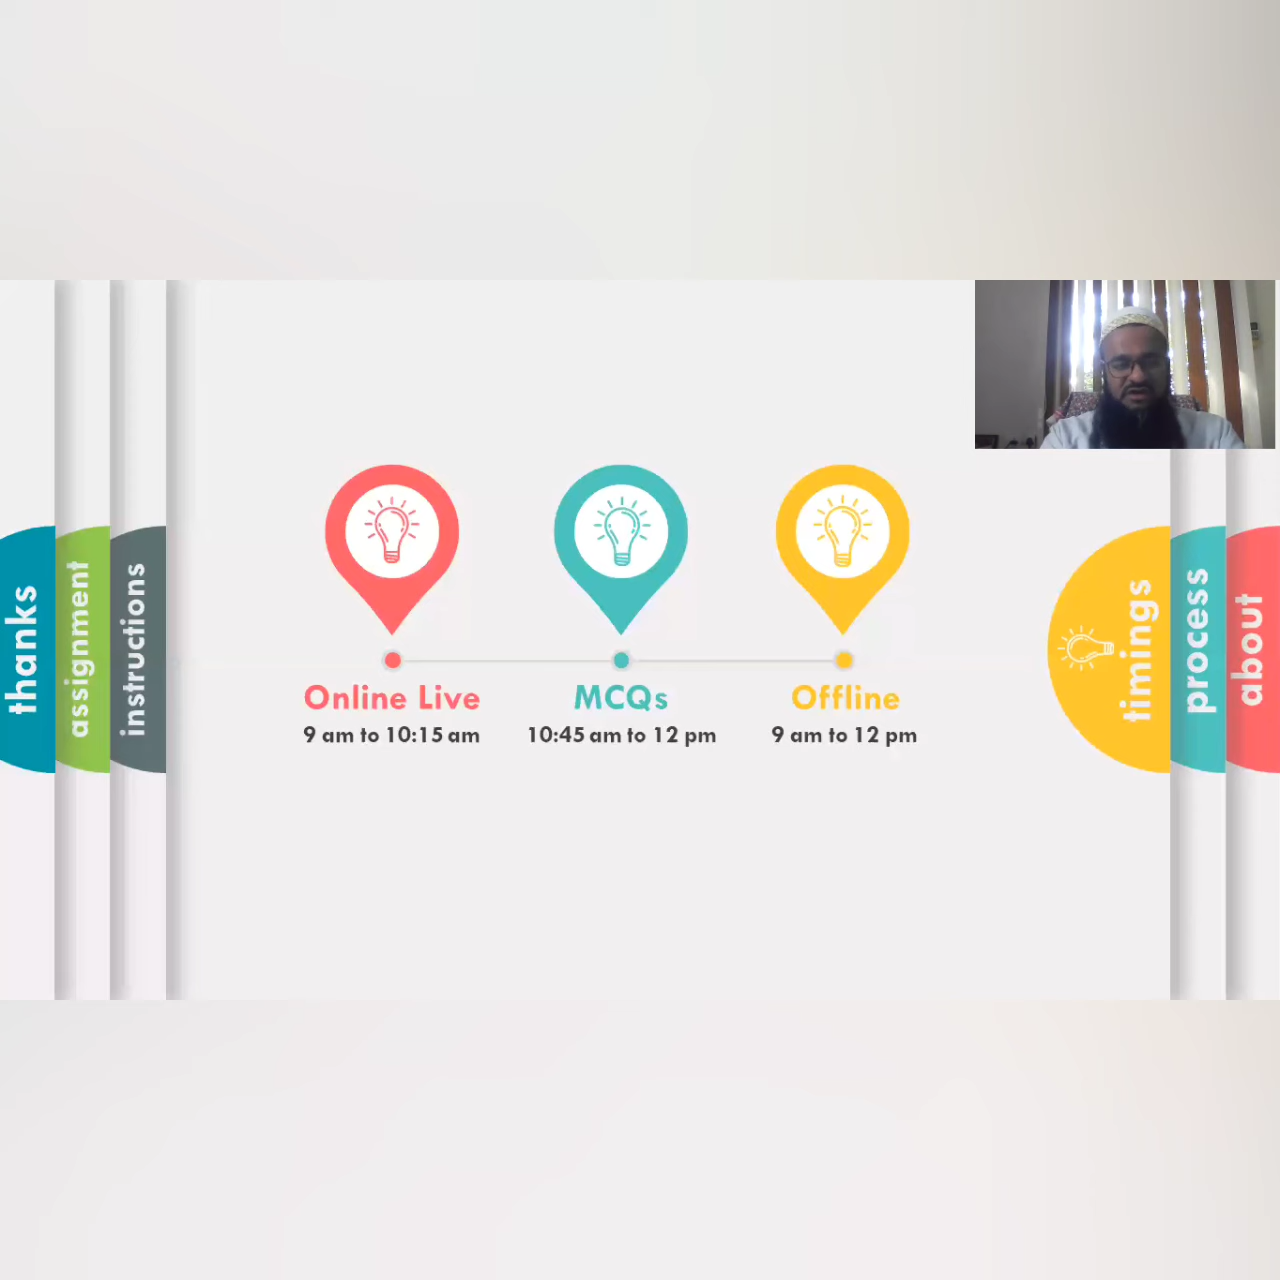 thanks
assignment
instructions
Online Live
9 am to 10:15 am
MCQs
10:45 am to 12 pm
Offline
9 am to 12 pm
timings
process
about